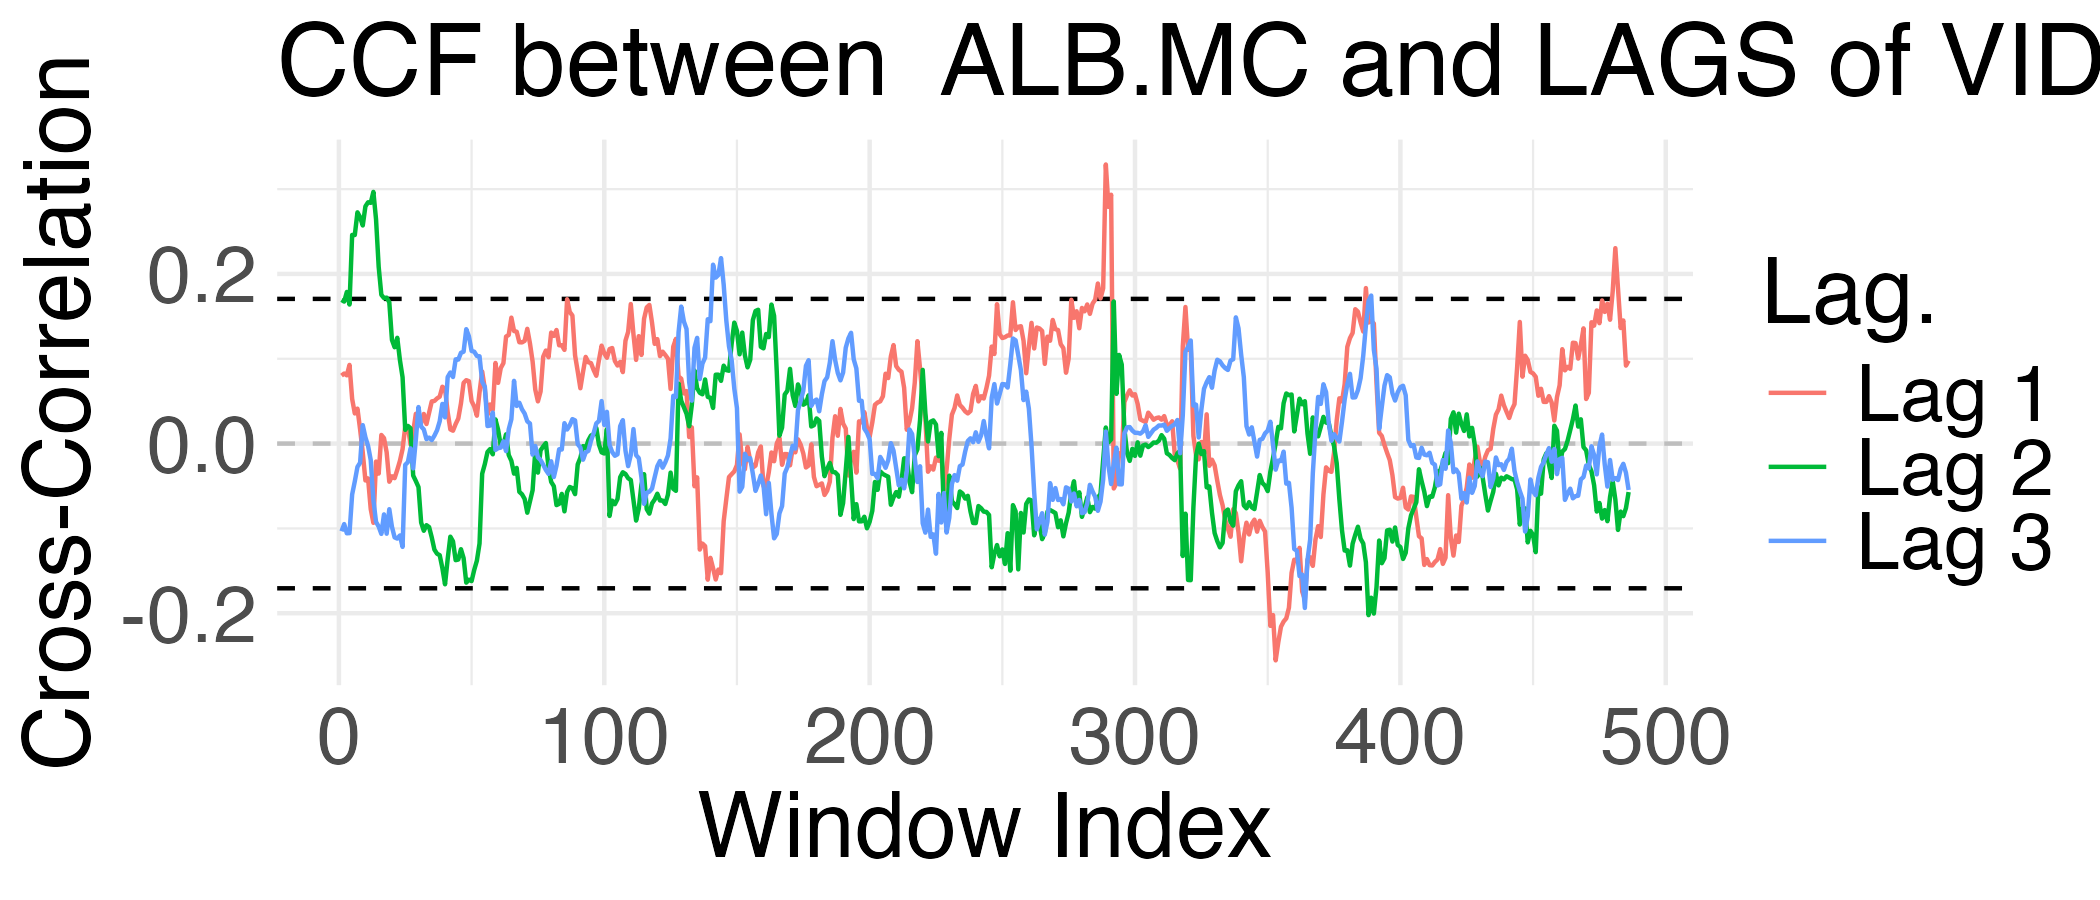 CCF between ALB.MC and LAGS of VID
Cross-Correlation
0.2
0.0
-0.2
0
100
200
300
400
500
Window Index
Lag.
Lag 1
Lag 2
Lag 3